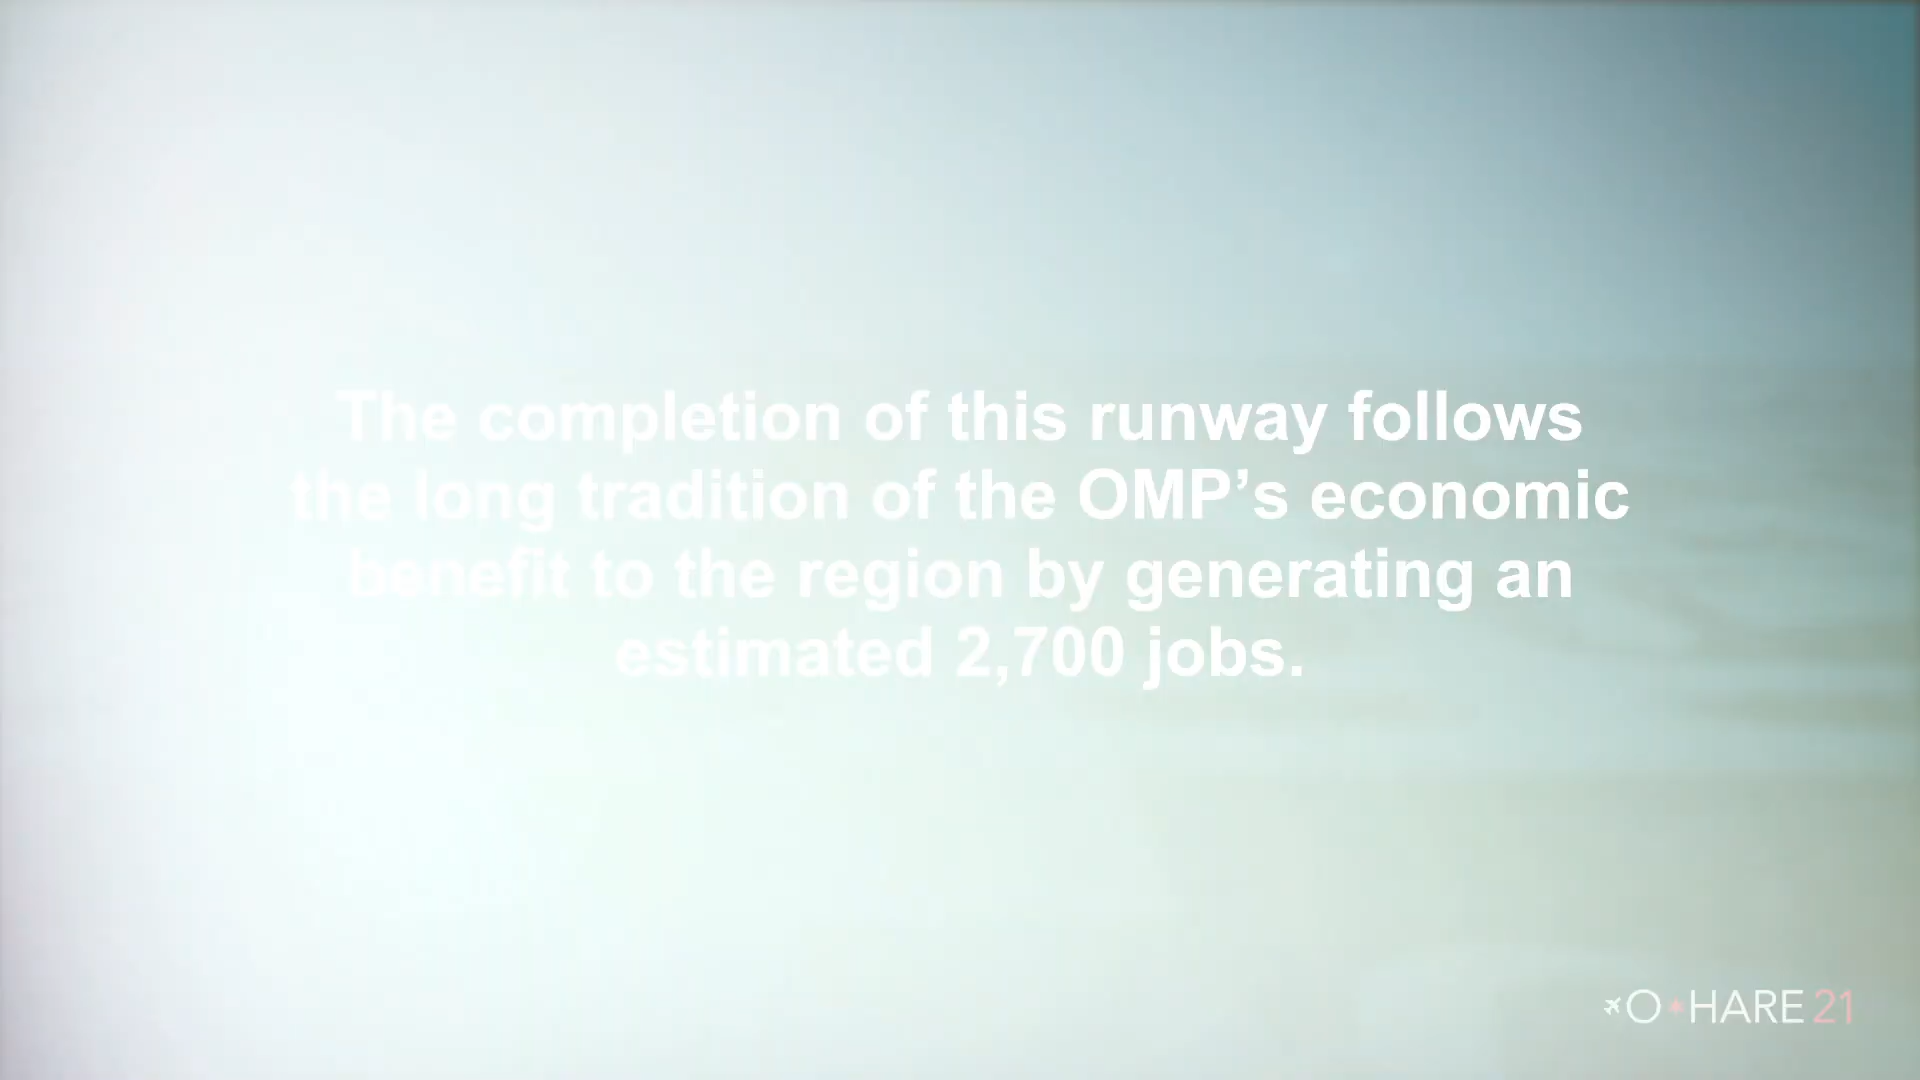 The completion of this runway follows
the long tradition of the OMP’s economic
benefit to the region by generating an
estimated 2,700 jobs.
O HARE 21